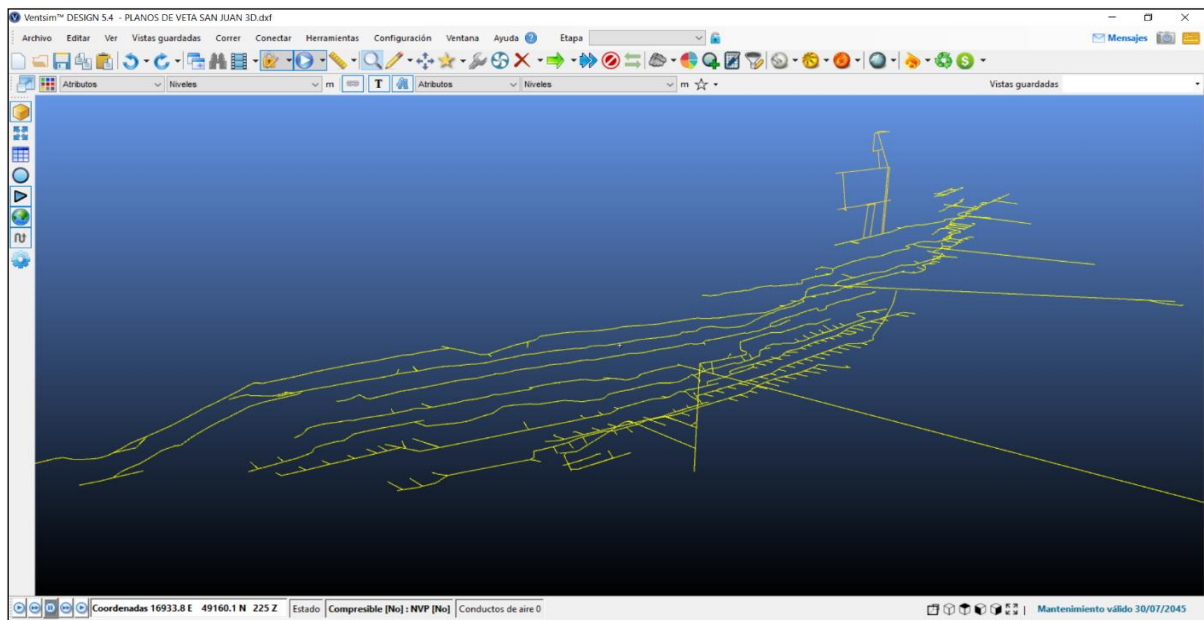 Ventsim™ DESIGN 5.4 - PLANOS DE VETA SAN JUAN 3D.dxf
Archivo Editar Ver Vistas guardadas Correr Conectar Herramientas Configuración Ventana Ayuda Etapa Mensajes
Atributos Niveles m T Atributos Niveles m Vistas guardadas
Coordenadas 16933.8 E 49160.1 N 225 Z Estado Compresible [No] : NVP [No] Conductos de aire 0 Mantenimiento válido 30/07/2045